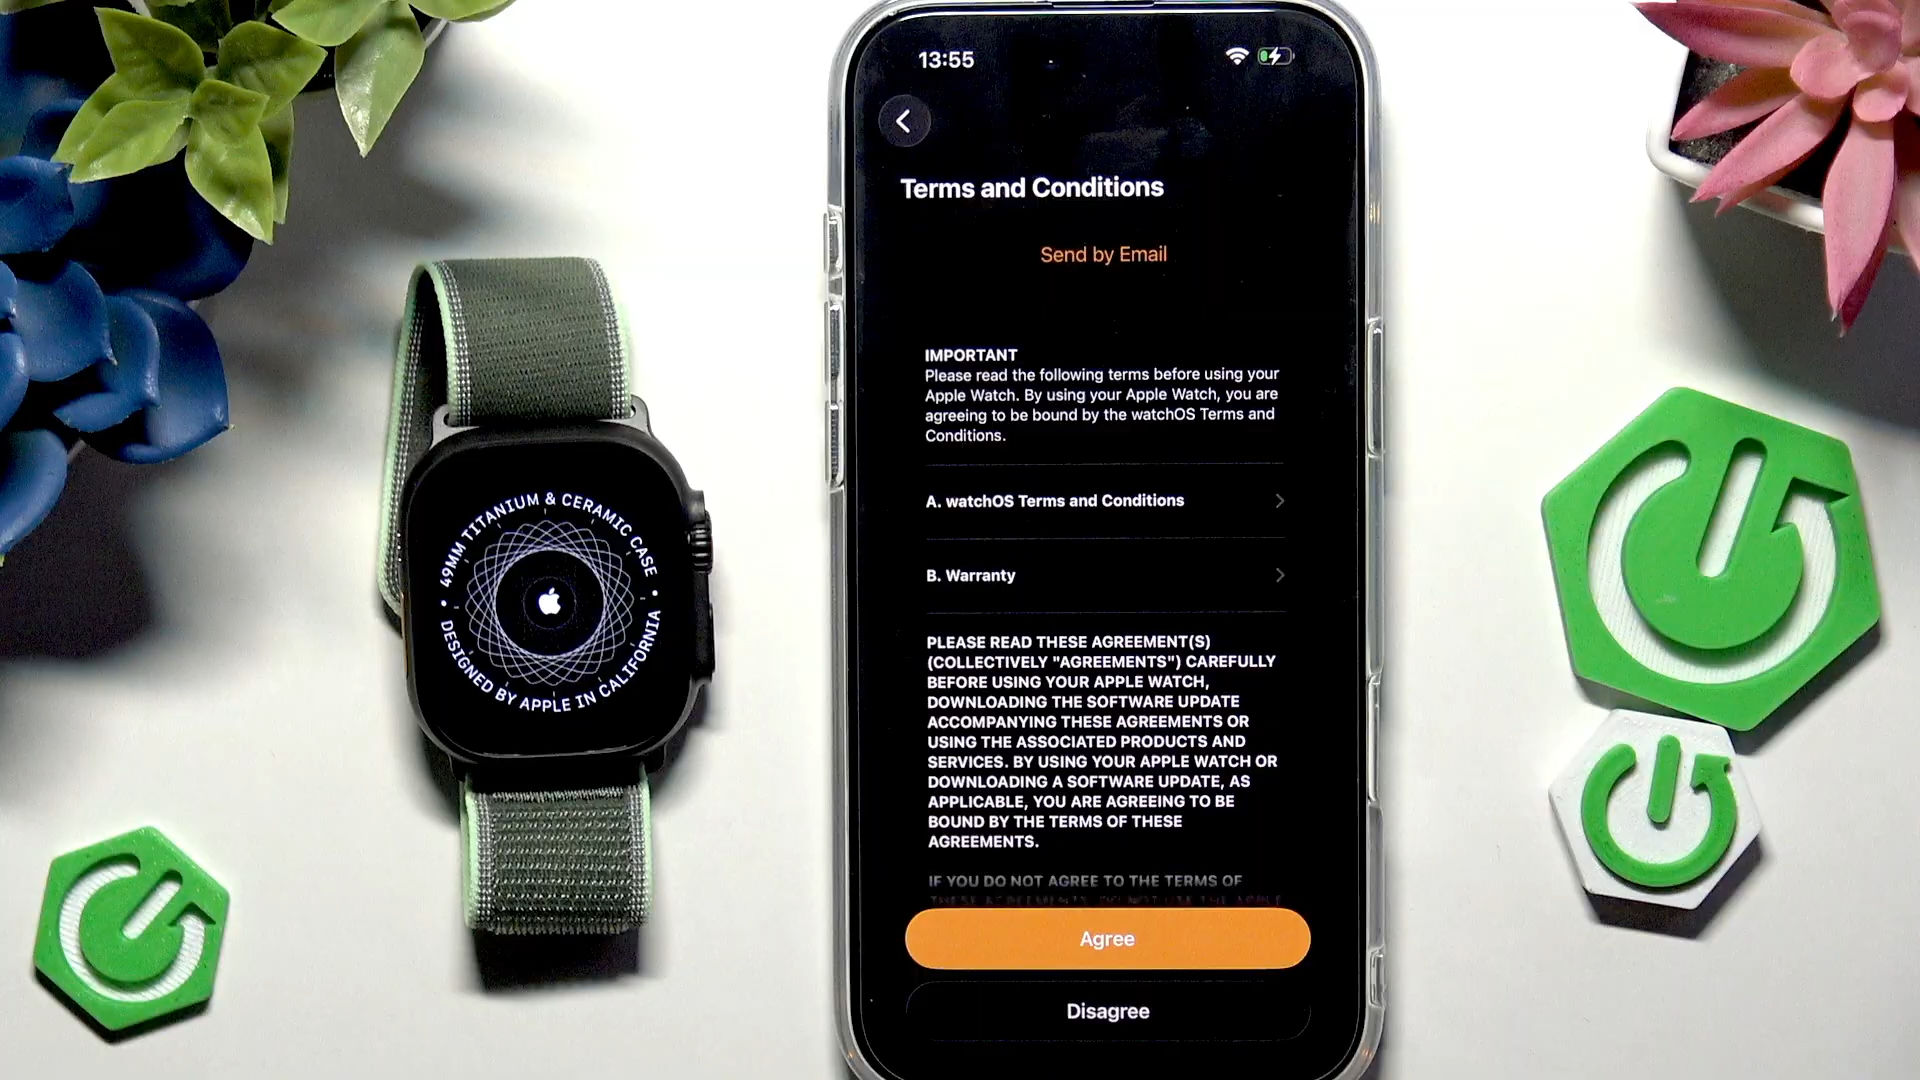 49MM TITANIUM & CERAMIC CASE
DESIGNED BY APPLE IN CALIFORNIA
13:55
Terms and Conditions
Send by Email
IMPORTANT
Please read the following terms before using your
Apple Watch. By using your Apple Watch, you are
agreeing to be bound by the watchOS Terms and
Conditions.
A. watchOS Terms and Conditions
B. Warranty
PLEASE READ THESE AGREEMENT(S)
(COLLECTIVELY "AGREEMENTS") CAREFULLY
BEFORE USING YOUR APPLE WATCH,
DOWNLOADING THE SOFTWARE UPDATE
ACCOMPANYING THESE AGREEMENTS OR
USING THE ASSOCIATED PRODUCTS AND
SERVICES. BY USING YOUR APPLE WATCH OR
DOWNLOADING A SOFTWARE UPDATE, AS
APPLICABLE, YOU ARE AGREEING TO BE
BOUND BY THE TERMS OF THESE
AGREEMENTS.
IF YOU DO NOT AGREE TO THE TERMS OF
Agree
Disagree